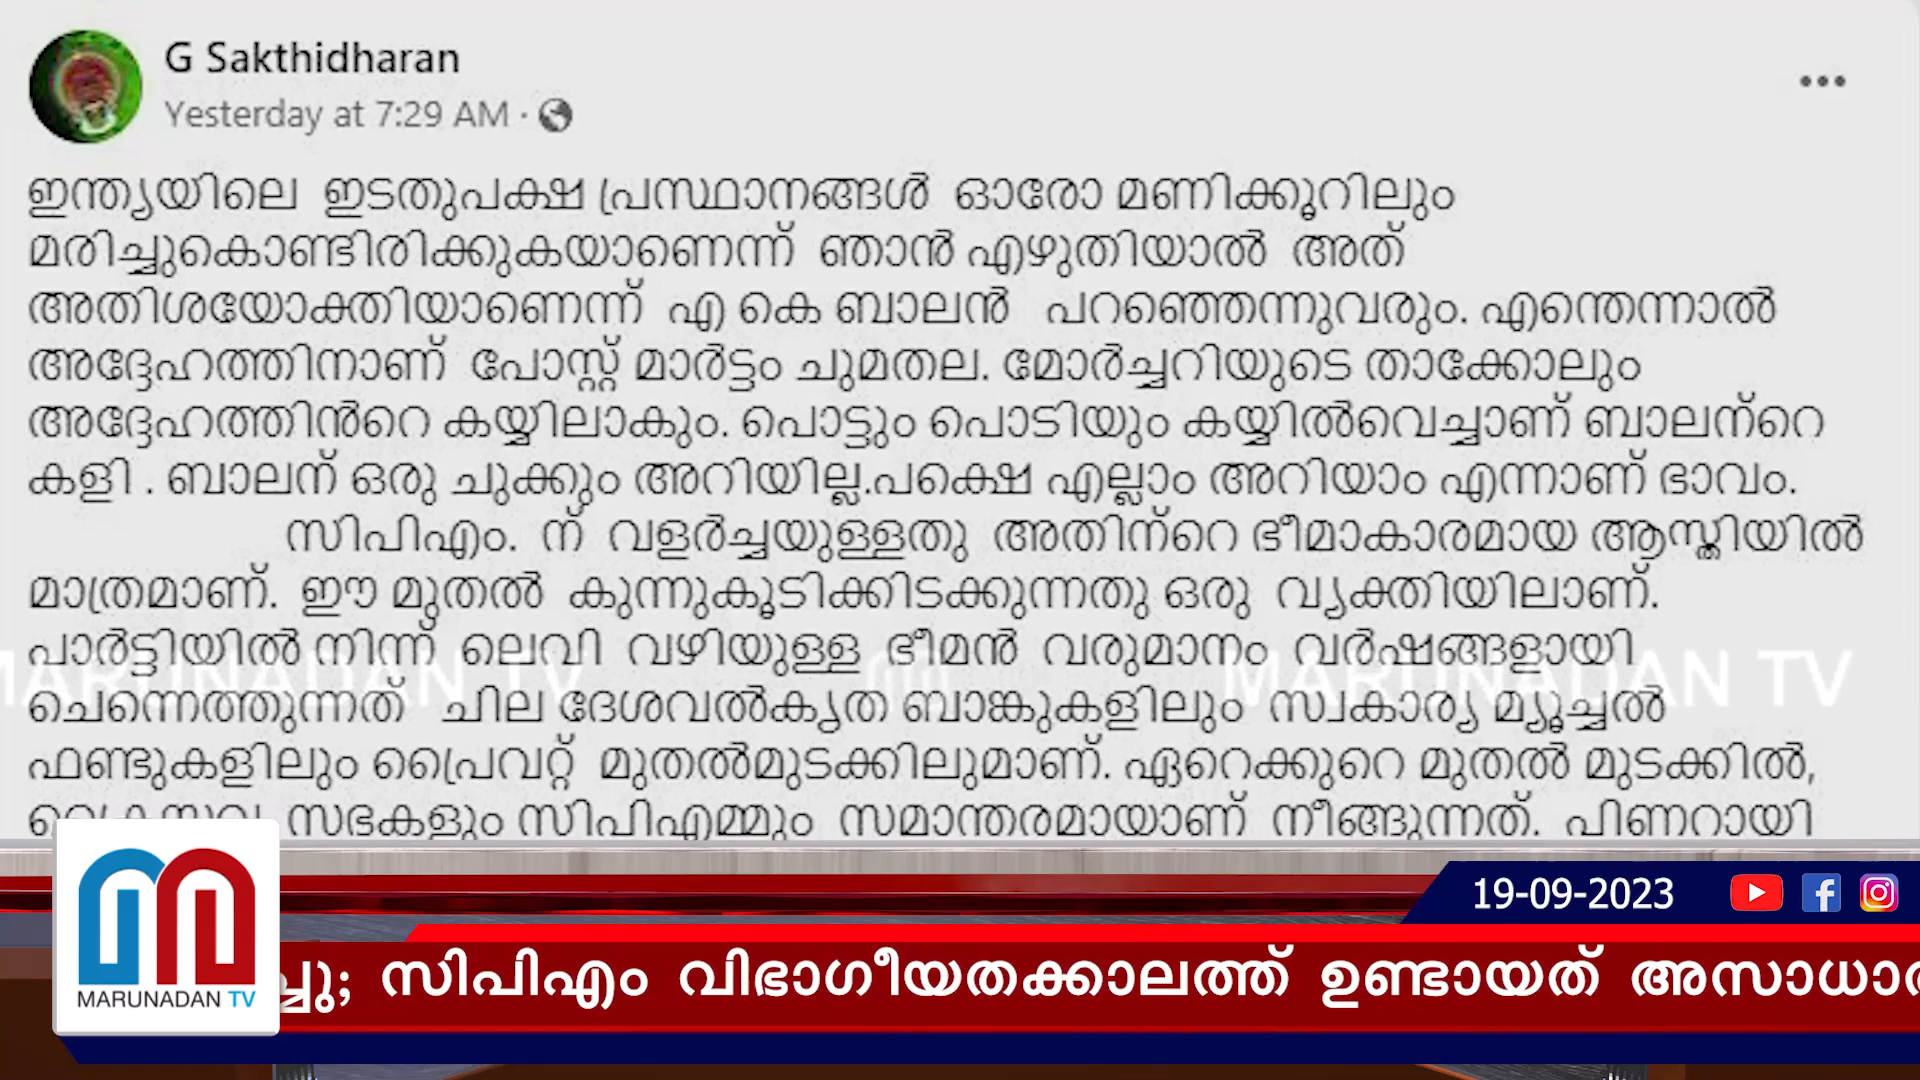 G Sakthidharan
Yesterday at 7:29 AM ·
ഇന്ത്യയിലെ ഇടതുപക്ഷ പ്രസ്ഥാനങ്ങൾ ഓരോ മണിക്കൂറിലും
മരിച്ചുകൊണ്ടിരിക്കുകയാണെന്ന് ഞാൻ എഴുതിയാൽ അത്
അതിശയോക്തിയാണെന്ന് എ കെ ബാലൻ പറഞ്ഞെന്നുവരും. എന്തെന്നാൽ
അദ്ദേഹത്തിനാണ് പോസ്റ്റ് മാർട്ടം ചുമതല. മോർച്ചറിയുടെ താക്കോലും
അദ്ദേഹത്തിൻറെ കയ്യിലാകും. പൊട്ടും പൊടിയും കയ്യിൽവെച്ചാണ് ബാലന്റെ
കളി . ബാലന് ഒരു ചുക്കും അറിയില്ല.പക്ഷെ എല്ലാം അറിയാം എന്നാണ് ഭാവം.
സിപിഎം. ന് വളർച്ചയുള്ളതു അതിന്റെ ഭീമാകാരമായ ആസ്തിയിൽ
മാത്രമാണ്. ഈ മുതൽ കുന്നുകൂടിക്കിടക്കുന്നതു ഒരു വ്യക്തിയിലാണ്.
പാർട്ടിയിൽ നിന്ന് ലെവി വഴിയുള്ള ഭീമൻ വരുമാനം വർഷങ്ങളായി
ചെന്നെത്തുന്നത് ചില ദേശവൽകൃത ബാങ്കുകളിലും സ്വകാര്യ മ്യൂച്ചൽ
ഫണ്ടുകളിലും പ്രൈവറ്റ് മുതൽമുടക്കിലുമാണ്. ഏറെക്കുറെ മുതൽ മുടക്കിൽ,
സഭകളും സിപിഎമ്മും സമാന്തരമായാണ് നീങ്ങുന്നത്. പിണറായി
MARUNADAN TV
MARUNADAN TV
19-09-2023
MARUNADAN TV
ച്ചു; സിപിഎം വിഭാഗീയതക്കാലത്ത് ഉണ്ടായത്